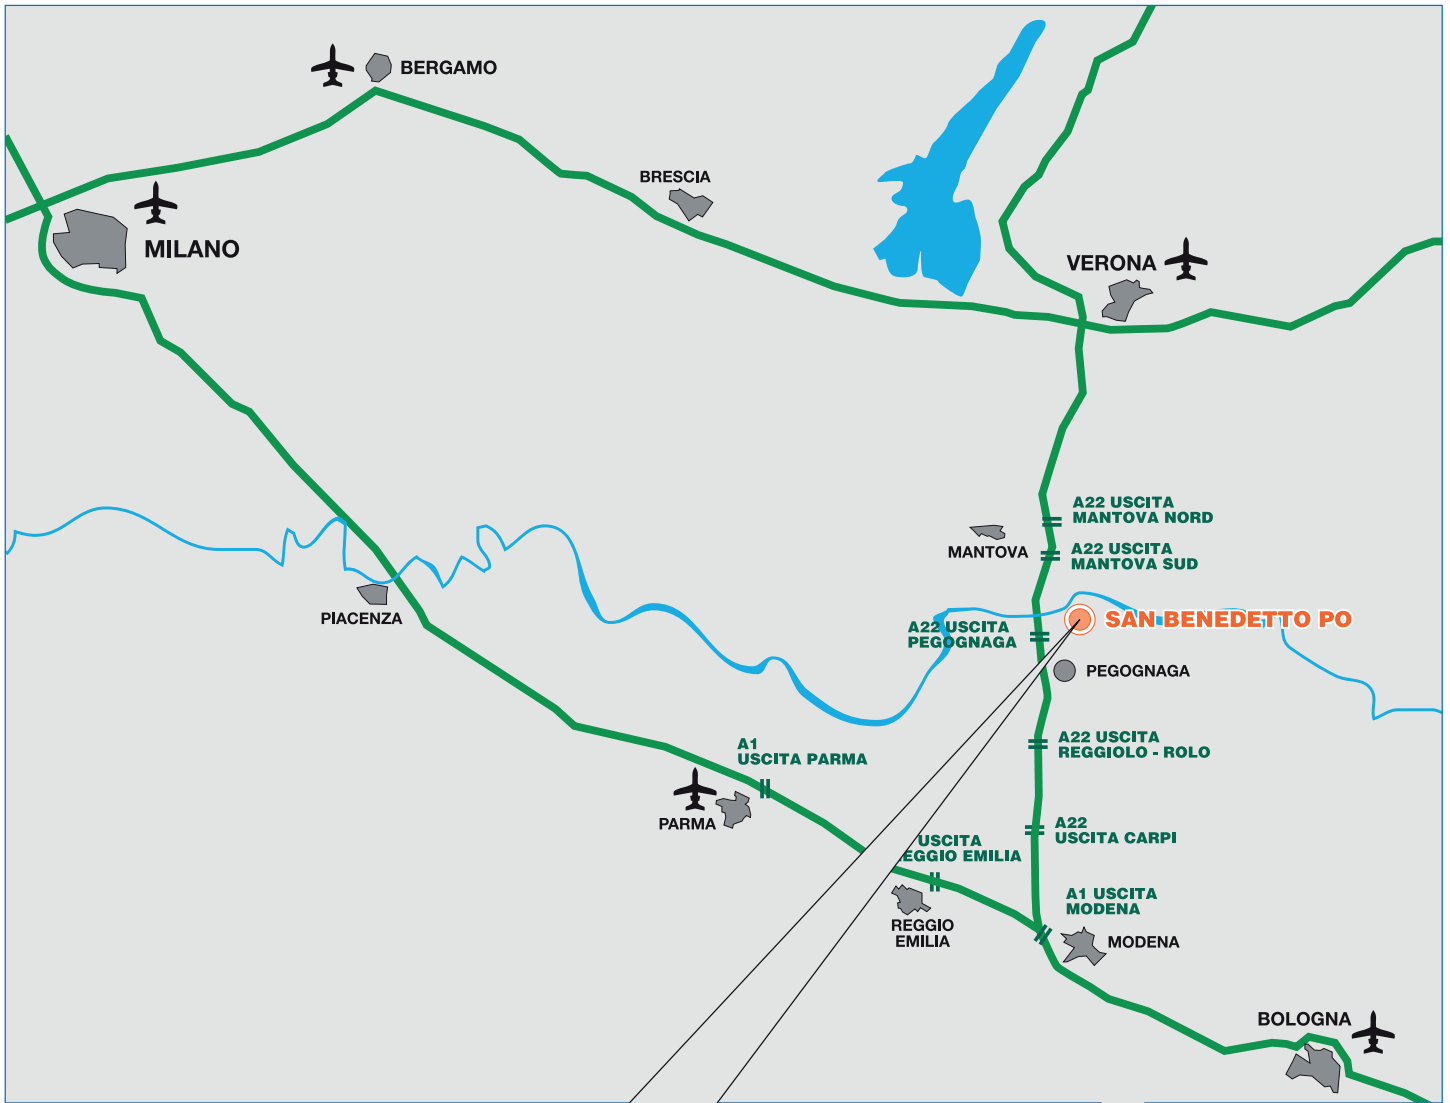 BERGAMO
BRESCIA
MILANO
VERONA
A22 USCITA
MANTOVA NORD
MANTOVA
A22 USCITA
MANTOVA SUD
PIACENZA
SAN BENEDETTO PO
A22 USCITA
PEGOGNAGA
PEGOGNAGA
A22 USCITA
REGGIOLO - ROLO
A1
USCITA PARMA
PARMA
A22
USCITA CARPI
USCITA
EGGIO EMILIA
A1 USCITA
MODENA
REGGIO
EMILIA
MODENA
BOLOGNA